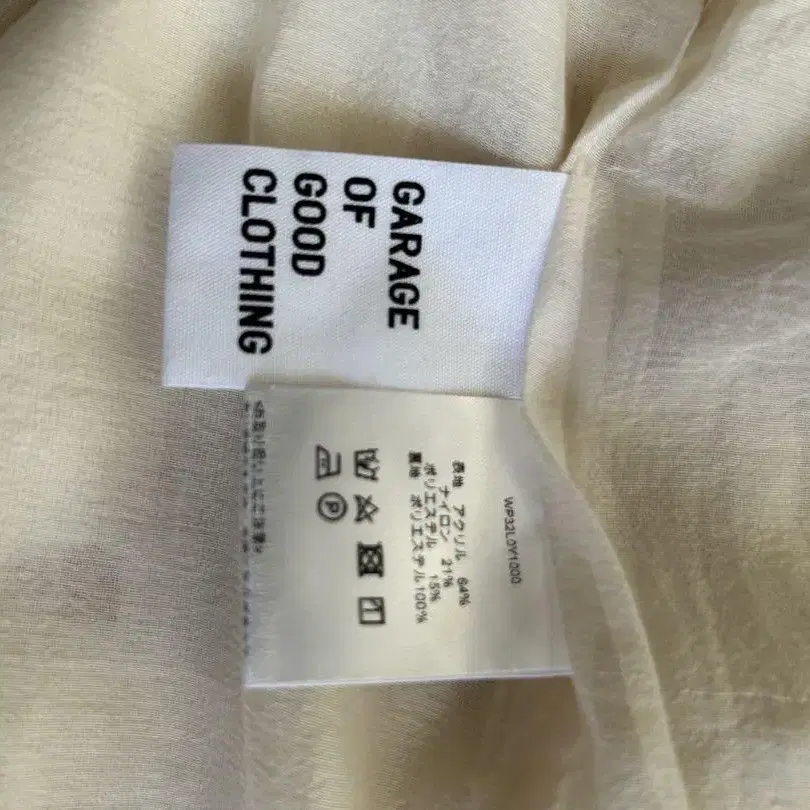 GARAGE
OF
GOOD
CLOTHING
WP32L0Y1000
表地 アクリル 64%
ナイロン 21%
ポリエステル 15%
裏地 ポリエステル100%
P